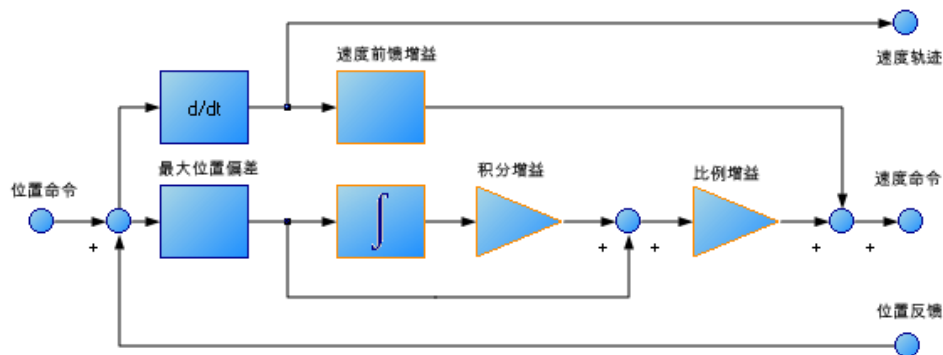 速度轨迹
速度前馈增益
d/dt
最大位置偏差
积分增益
比例增益
位置命令
速度命令
∫
+
+
+
+
+
位置反馈